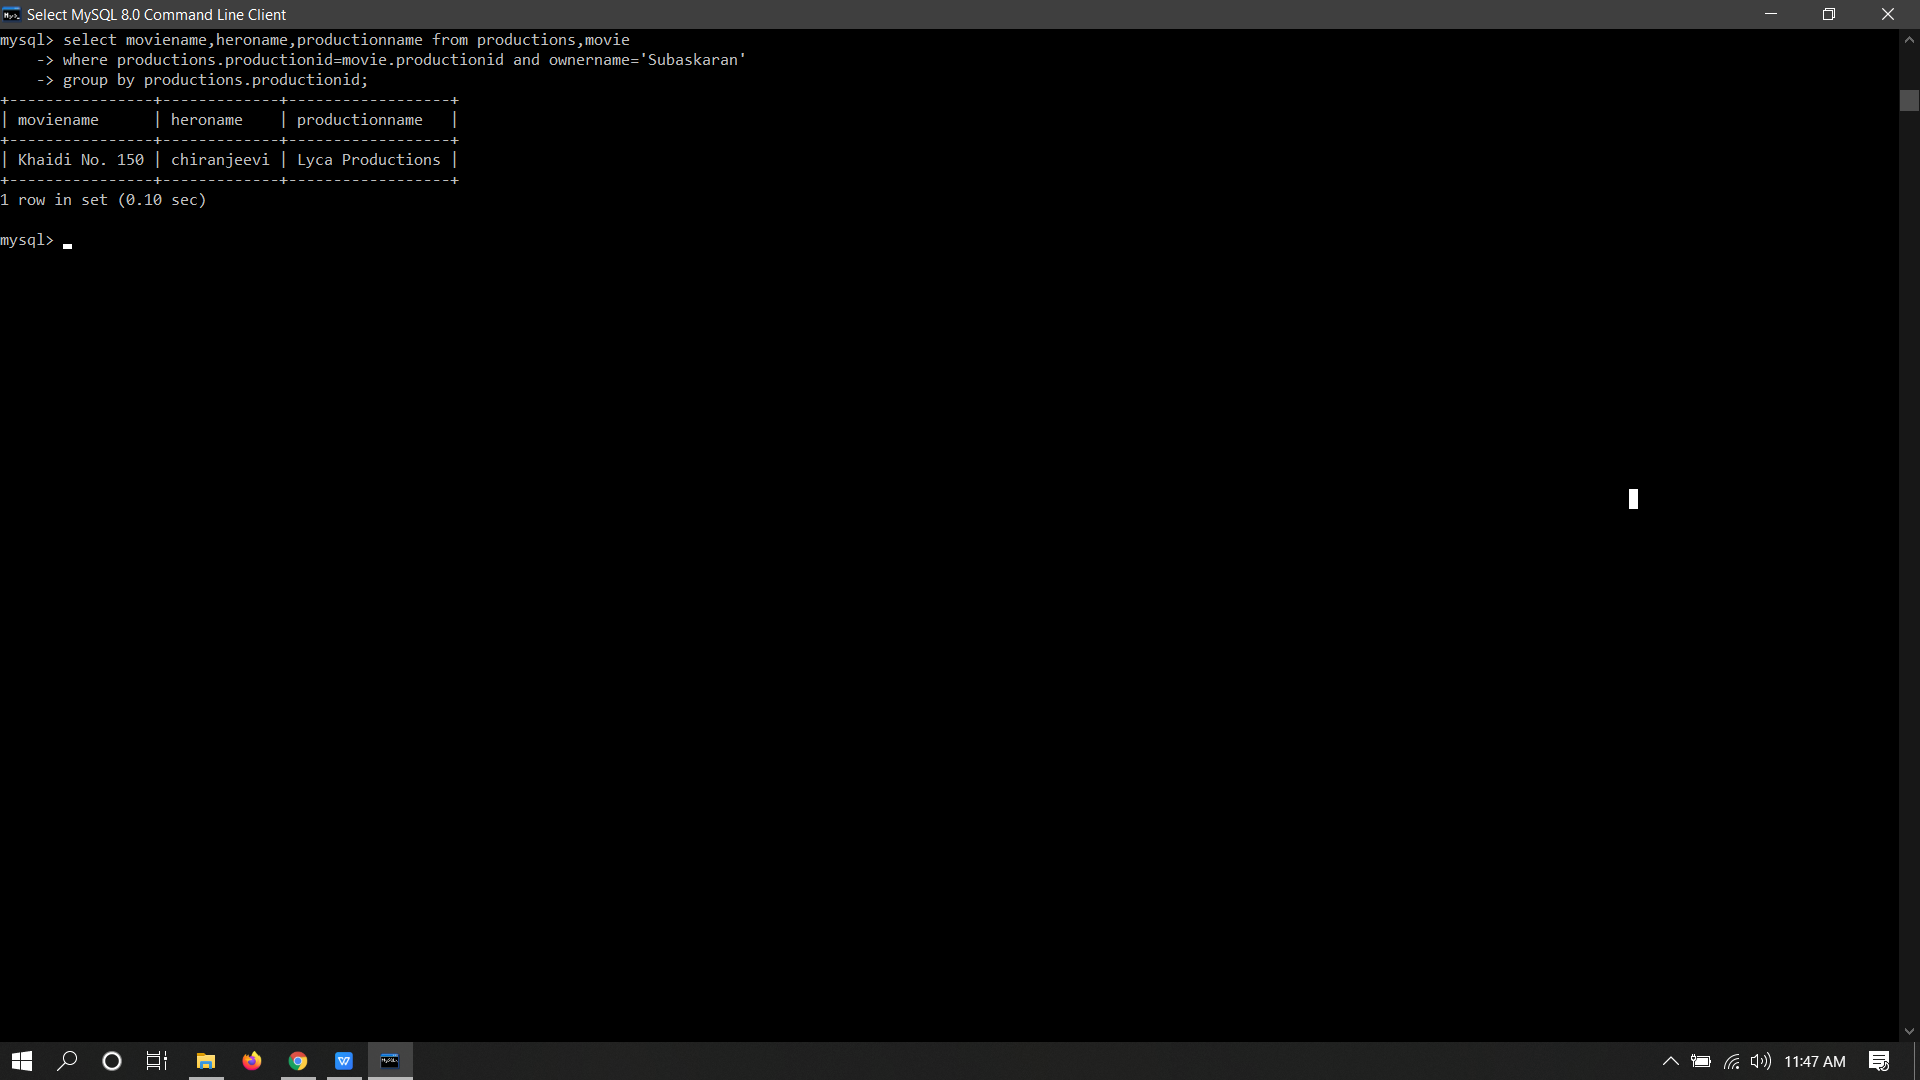 Select MySQL 8.0 Command Line Client
mysql> select moviename,heroname,productionname from productions,movie
    -> where productions.productionid=movie.productionid and ownername='Subaskaran'
    -> group by productions.productionid;
+----------------+-------------+------------------+
| moviename      | heroname    | productionname   |
+----------------+-------------+------------------+
| Khaidi No. 150 | chiranjeevi | Lyca Productions |
+----------------+-------------+------------------+
1 row in set (0.10 sec)
mysql>
11:47 AM